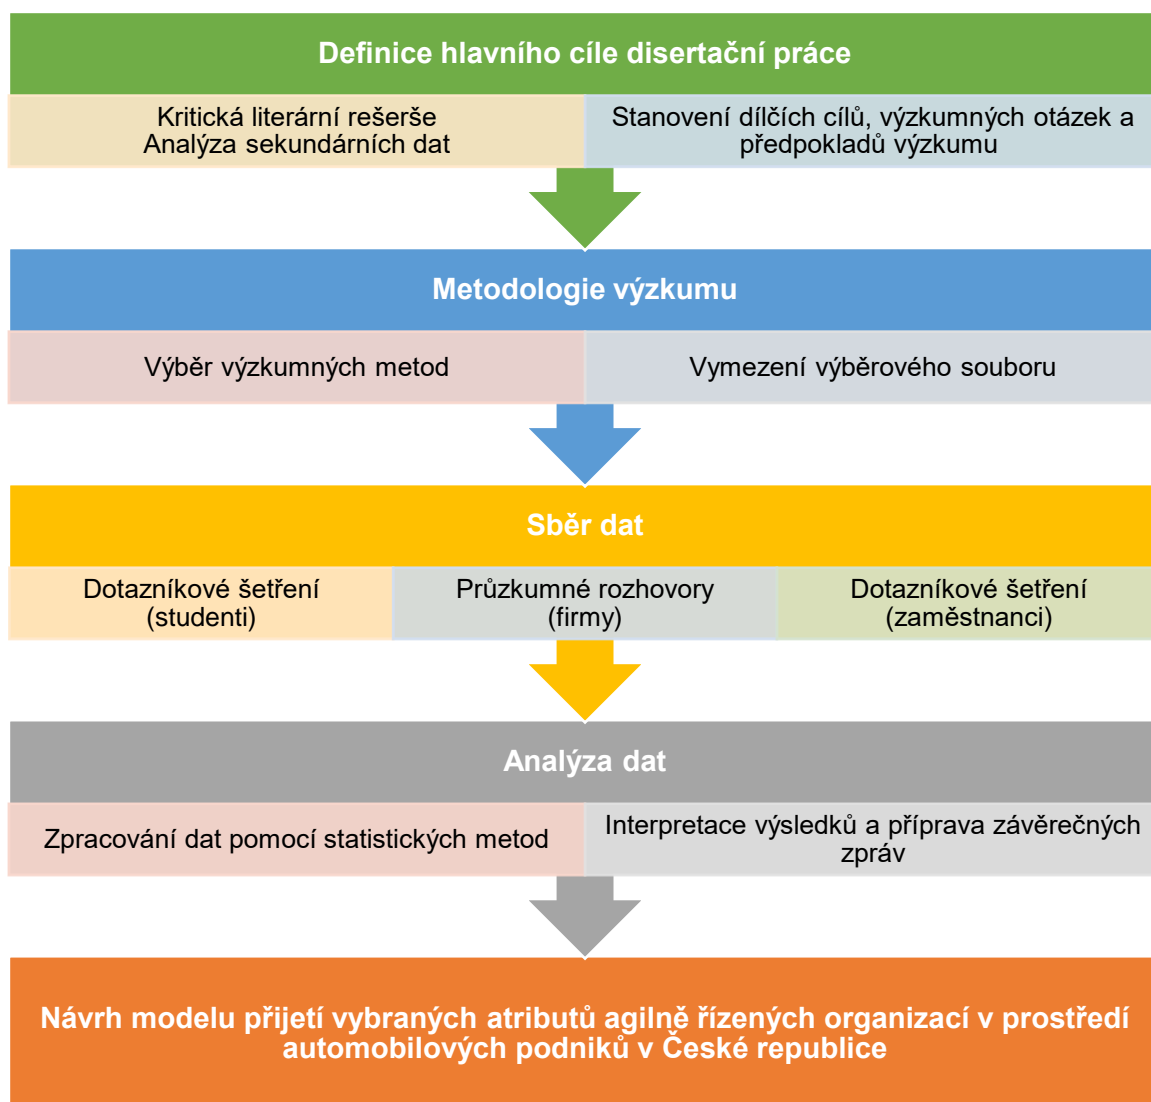 Definice hlavního cíle disertační práce
Kritická literární rešerše
Analýza sekundárních dat
Stanovení dílčích cílů, výzkumných otázek a
předpokladů výzkumu
Metodologie výzkumu
Výběr výzkumných metod
Vymezení výběrového souboru
Sběr dat
Dotazníkové šetření
(studenti)
Průzkumné rozhovory
(firmy)
Dotazníkové šetření
(zaměstnanci)
Analýza dat
Zpracování dat pomocí statistických metod
Interpretace výsledků a příprava závěrečných
zpráv
Návrh modelu přijetí vybraných atributů agilně řízených organizací v prostředí
automobilových podniků v České republice